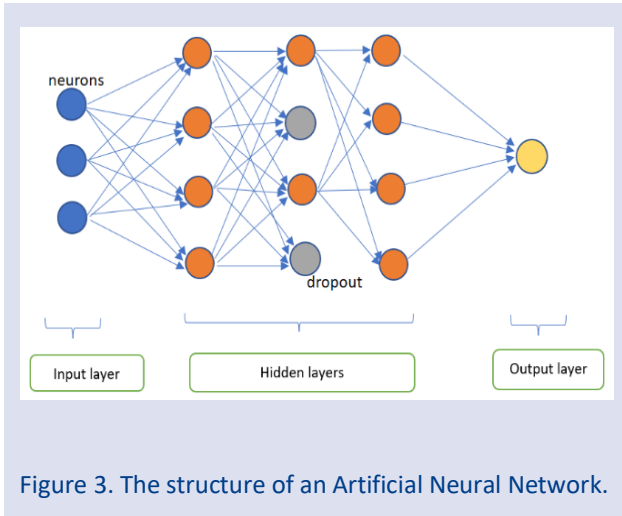 neurons
dropout
Input layer
Hidden layers
Output layer
Figure 3. The structure of an Artificial Neural Network.